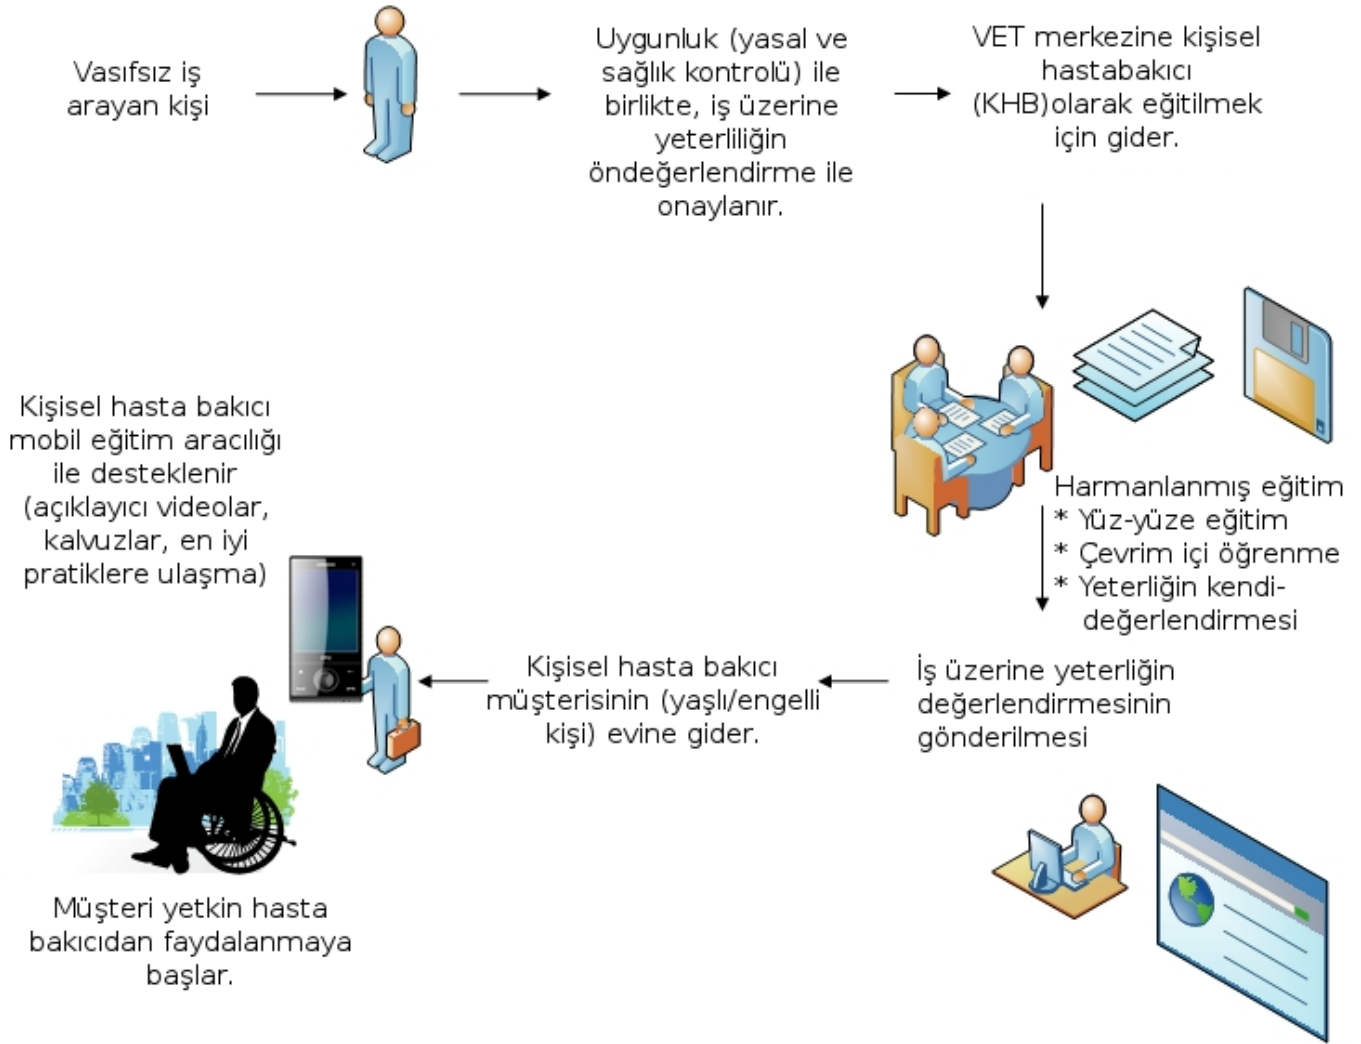 Vasıfsız iş
arayan kişi
Uygunluk (yasal ve
sağlık kontrolü) ile
birlikte, iş üzerine
yeterliliğin
öndeğerlendirme ile
onaylanır.
VET merkezine kişisel
hastabakıcı
(KHB)olarak eğitilmek
için gider.
Harmanlanmış eğitim
* Yüz-yüze eğitim
* Çevrim içi öğrenme
* Yeterliğin kendi-
değerlendirmesi
İş üzerine yeterliğin
değerlendirmesinin
gönderilmesi
Kişisel hasta bakıcı
müşterisinin (yaşlı/engelli
kişi) evine gider.
Kişisel hasta bakıcı
mobil eğitim aracılığı
ile desteklenir
(açıklayıcı videolar,
kalvuzlar, en iyi
pratiklere ulaşma)
Müşteri yetkin hasta
bakıcıdan faydalanmaya
başlar.